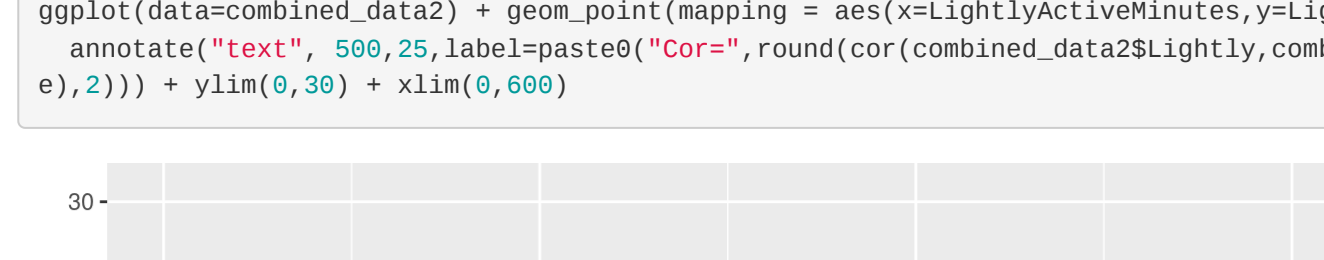 ggplot(data=combined_data2) + geom_point(mapping = aes(x=LightlyActiveMinutes,y=Lig
annotate("text", 500,25,label=paste0("Cor=",round(cor(combined_data2$Lightly,comb
e),2))) + ylim(0,30) + xlim(0,600)
30